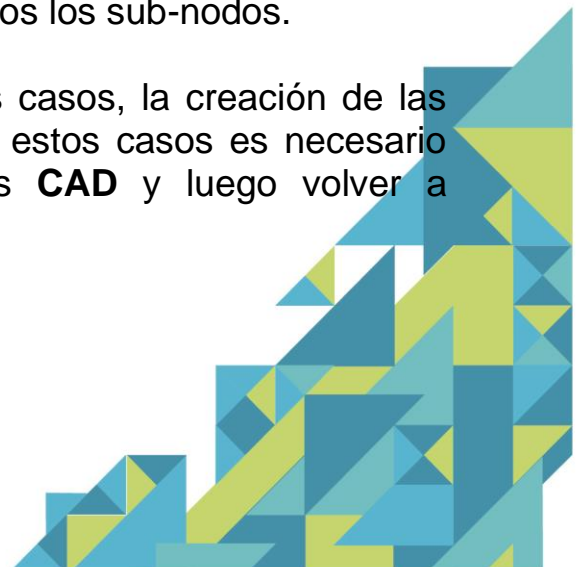 os los sub-nodos.
s casos, la creación de las
estos casos es necesario
s CAD y luego volver a